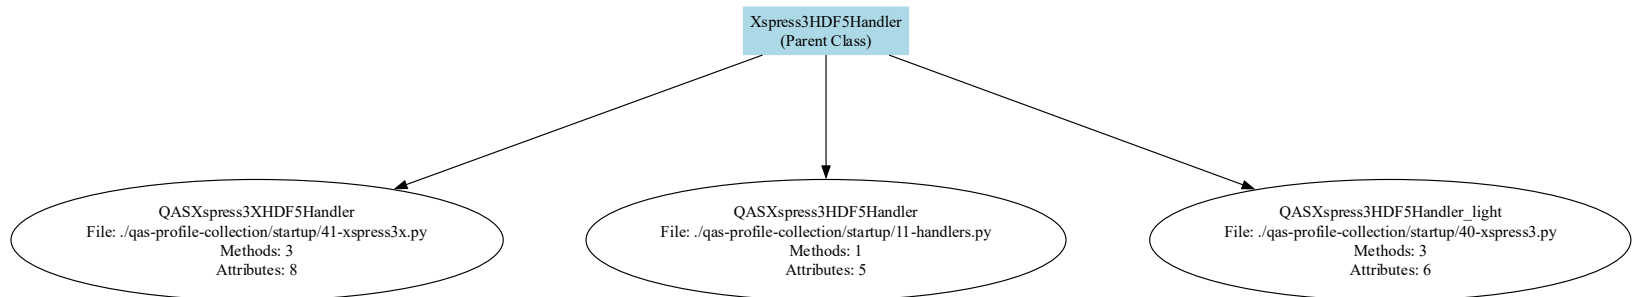 Xspress3HDF5Handler
(Parent Class)
QASXspress3XHDF5Handler
File: ./qas-profile-collection/startup/41-xspress3x.py
Methods: 3
Attributes: 8
QASXspress3HDF5Handler
File: ./qas-profile-collection/startup/11-handlers.py
Methods: 1
Attributes: 5
QASXspress3HDF5Handler_light
File: ./qas-profile-collection/startup/40-xspress3.py
Methods: 3
Attributes: 6